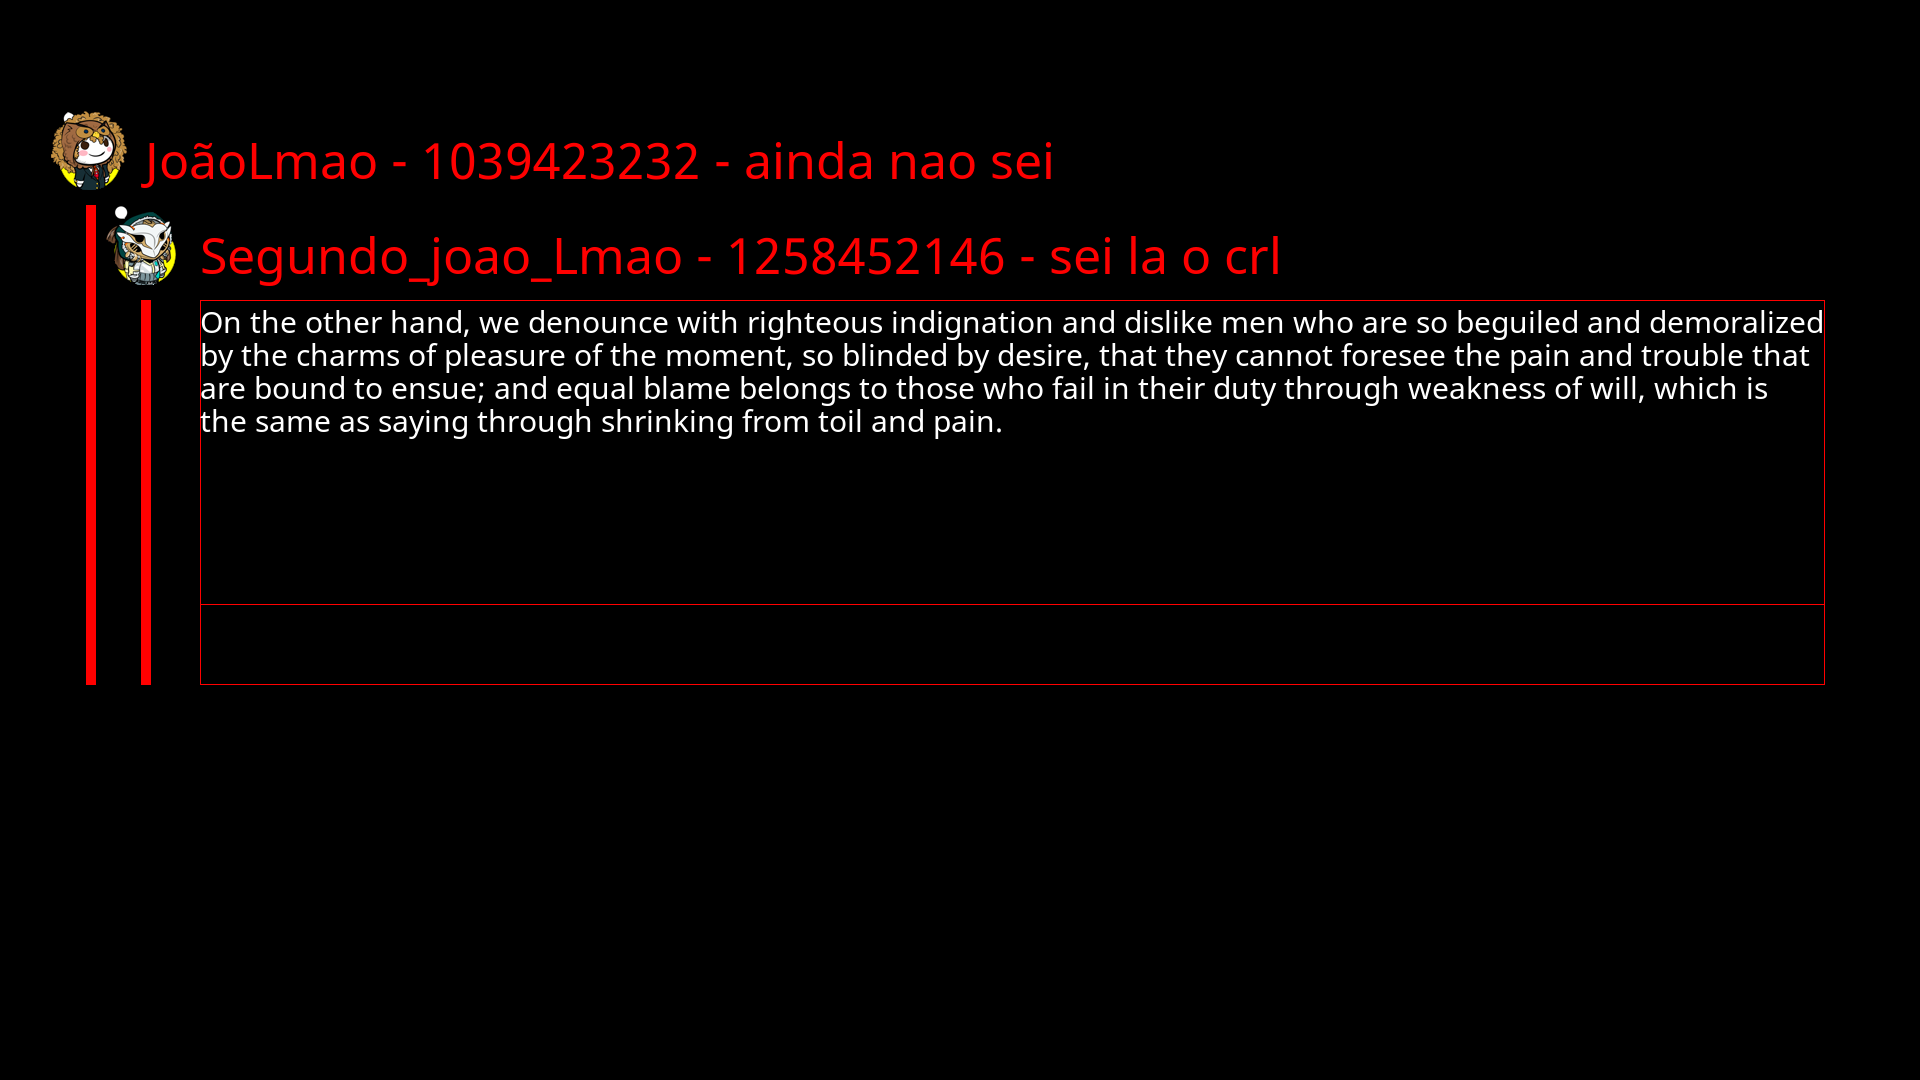 JoãoLmao - 1039423232 - ainda nao sei
Segundo_joao_Lmao - 1258452146 - sei la o crl
On the other hand, we denounce with righteous indignation and dislike men who are so beguiled and demoralized
by the charms of pleasure of the moment, so blinded by desire, that they cannot foresee the pain and trouble that
are bound to ensue; and equal blame belongs to those who fail in their duty through weakness of will, which is
the same as saying through shrinking from toil and pain.